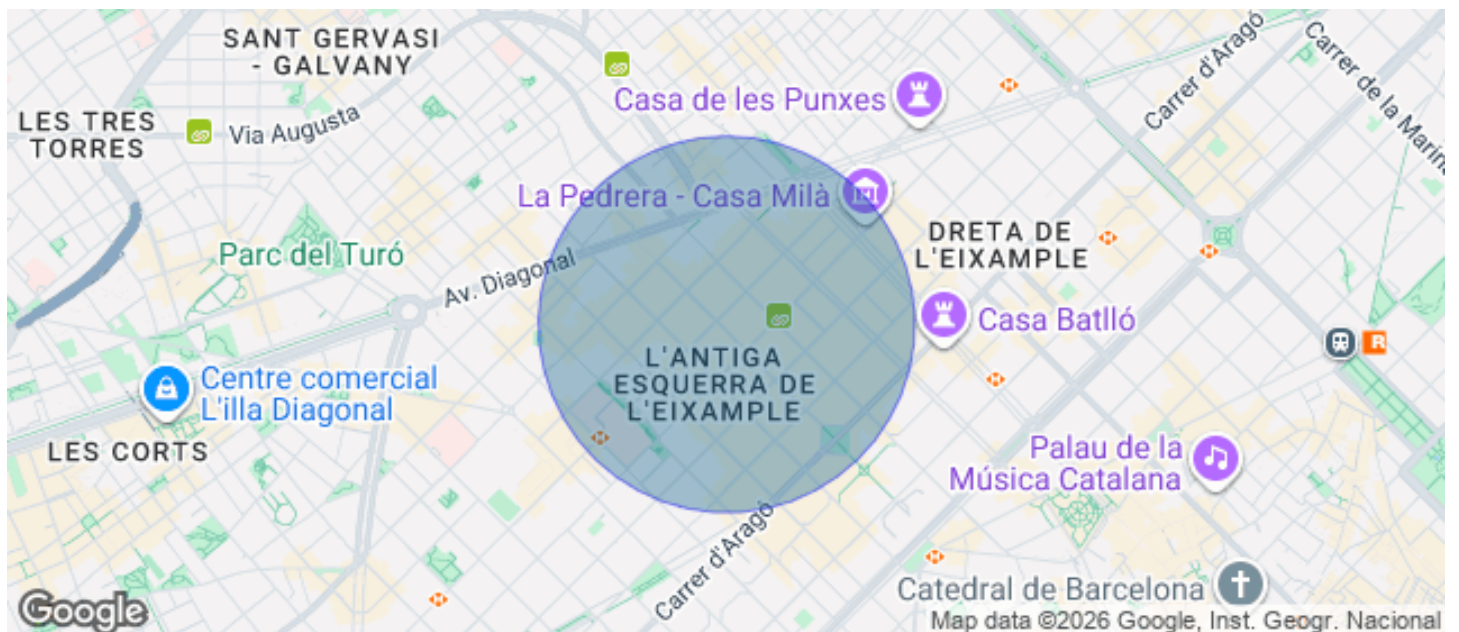 SANT GERVASI
- GALVANY
Carrer d'Aragó
Carrer de la Marina
Casa de les Punxes
LES TRES
TORRES
Via Augusta
La Pedrera - Casa Milà
DRETA DE
L'EIXAMPLE
Parc del Turó
Av. Diagonal
Casa Batlló
R
L'ANTIGA
ESQUERRA DE
L'EIXAMPLE
Centre comercial
L'illa Diagonal
LES CORTS
Palau de la
Música Catalana
Carrer d'Aragó
Catedral de Barcelona
Google
Map data ©2026 Google, Inst. Geogr. Nacional